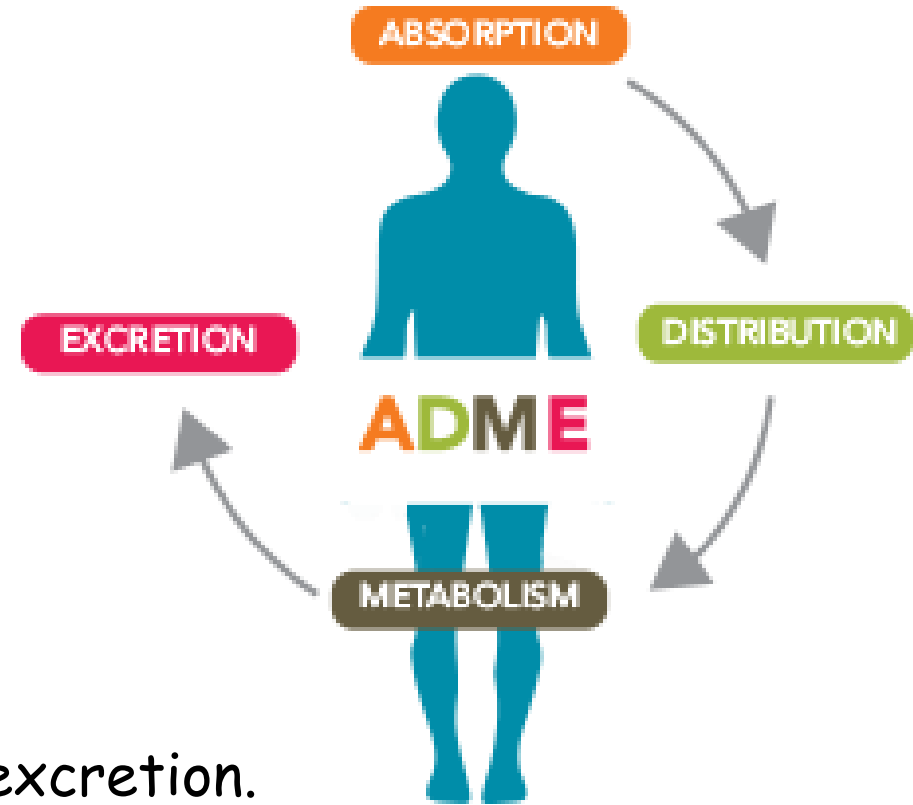 ABSORPTION
EXCRETION
DISTRIBUTION
ADME
METABOLISM
excretion.